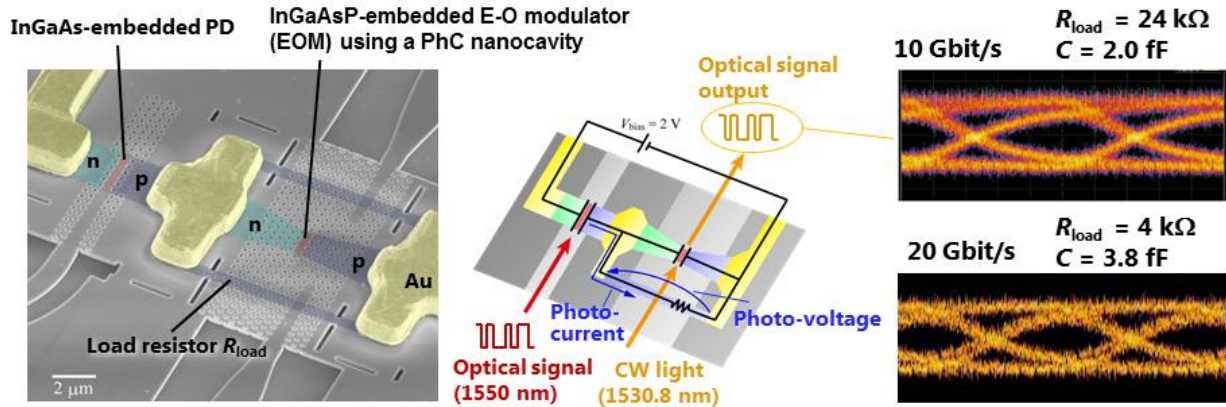 InGaAs-embedded PD
InGaAsP-embedded E-O modulator
(EOM) using a PhC nanocavity
n
p
n
p
Au
Load resistor Rload
2 μm
Optical signal
output
Vbias = 2 V
Photo-
current
Photo-voltage
Optical signal
(1550 nm)
CW light
(1530.8 nm)
10 Gbit/s
Rload = 24 kΩ
C = 2.0 fF
20 Gbit/s
Rload = 4 kΩ
C = 3.8 fF